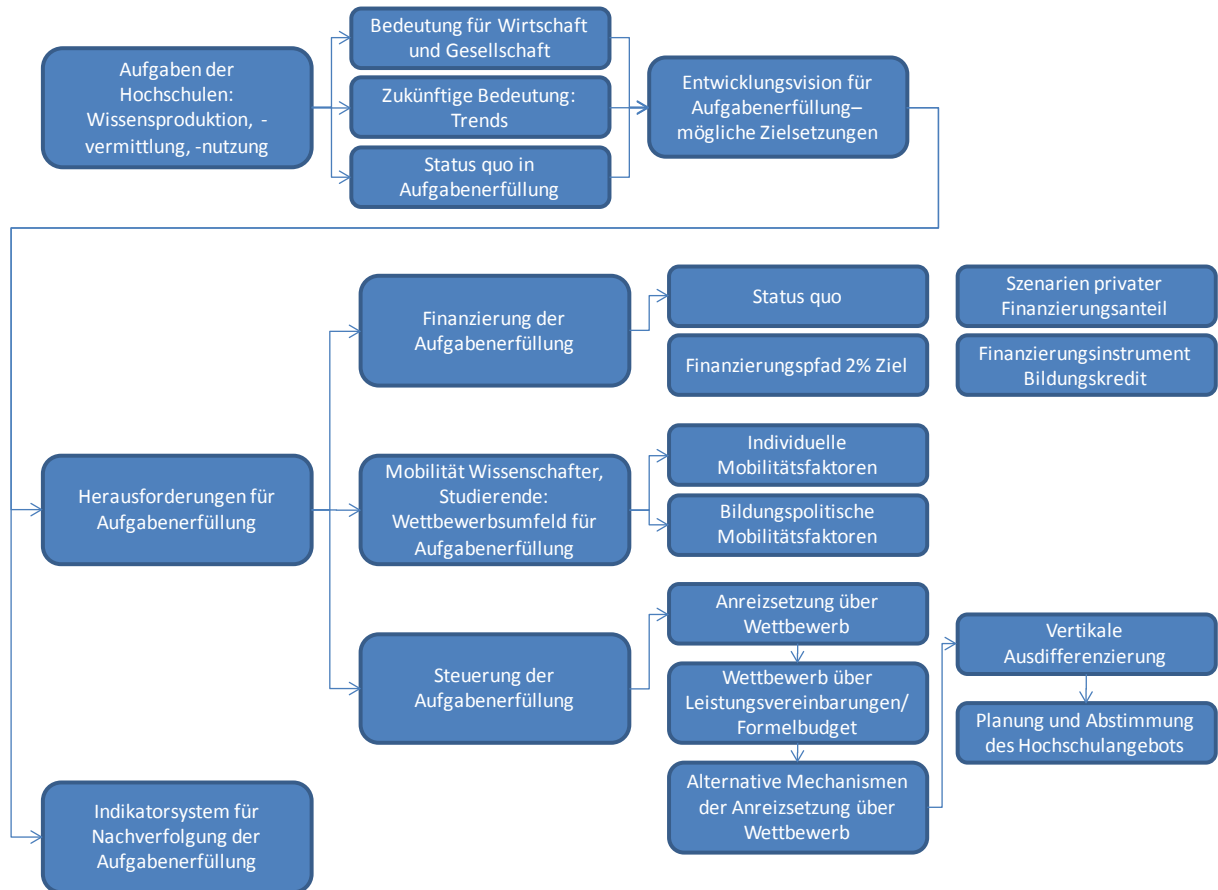 Aufgaben der
Hochschulen:
Wissensproduktion, -
vermittlung, -nutzung
Bedeutung für Wirtschaft
und Gesellschaft
Zukünftige Bedeutung:
Trends
Status quo in
Aufgabenerfüllung
Entwicklungsvision für
Aufgabenerfüllung–
mögliche Zielsetzungen
Herausforderungen für
Aufgabenerfüllung
Finanzierung der
Aufgabenerfüllung
Status quo
Szenarien privater
Finanzierungsanteil
Finanzierungspfad 2% Ziel
Finanzierungsinstrument
Bildungskredit
Mobilität Wissenschafter,
Studierende:
Wettbewerbsumfeld für
Aufgabenerfüllung
Individuelle
Mobilitätsfaktoren
Bildungspolitische
Mobilitätsfaktoren
Steuerung der
Aufgabenerfüllung
Anreizsetzung über
Wettbewerb
Wettbewerb über
Leistungsvereinbarungen/
Formelbudget
Alternative Mechanismen
der Anreizsetzung über
Wettbewerb
Vertikale
Ausdifferenzierung
Planung und Abstimmung
des Hochschulangebots
Indikatorsystem für
Nachverfolgung der
Aufgabenerfüllung